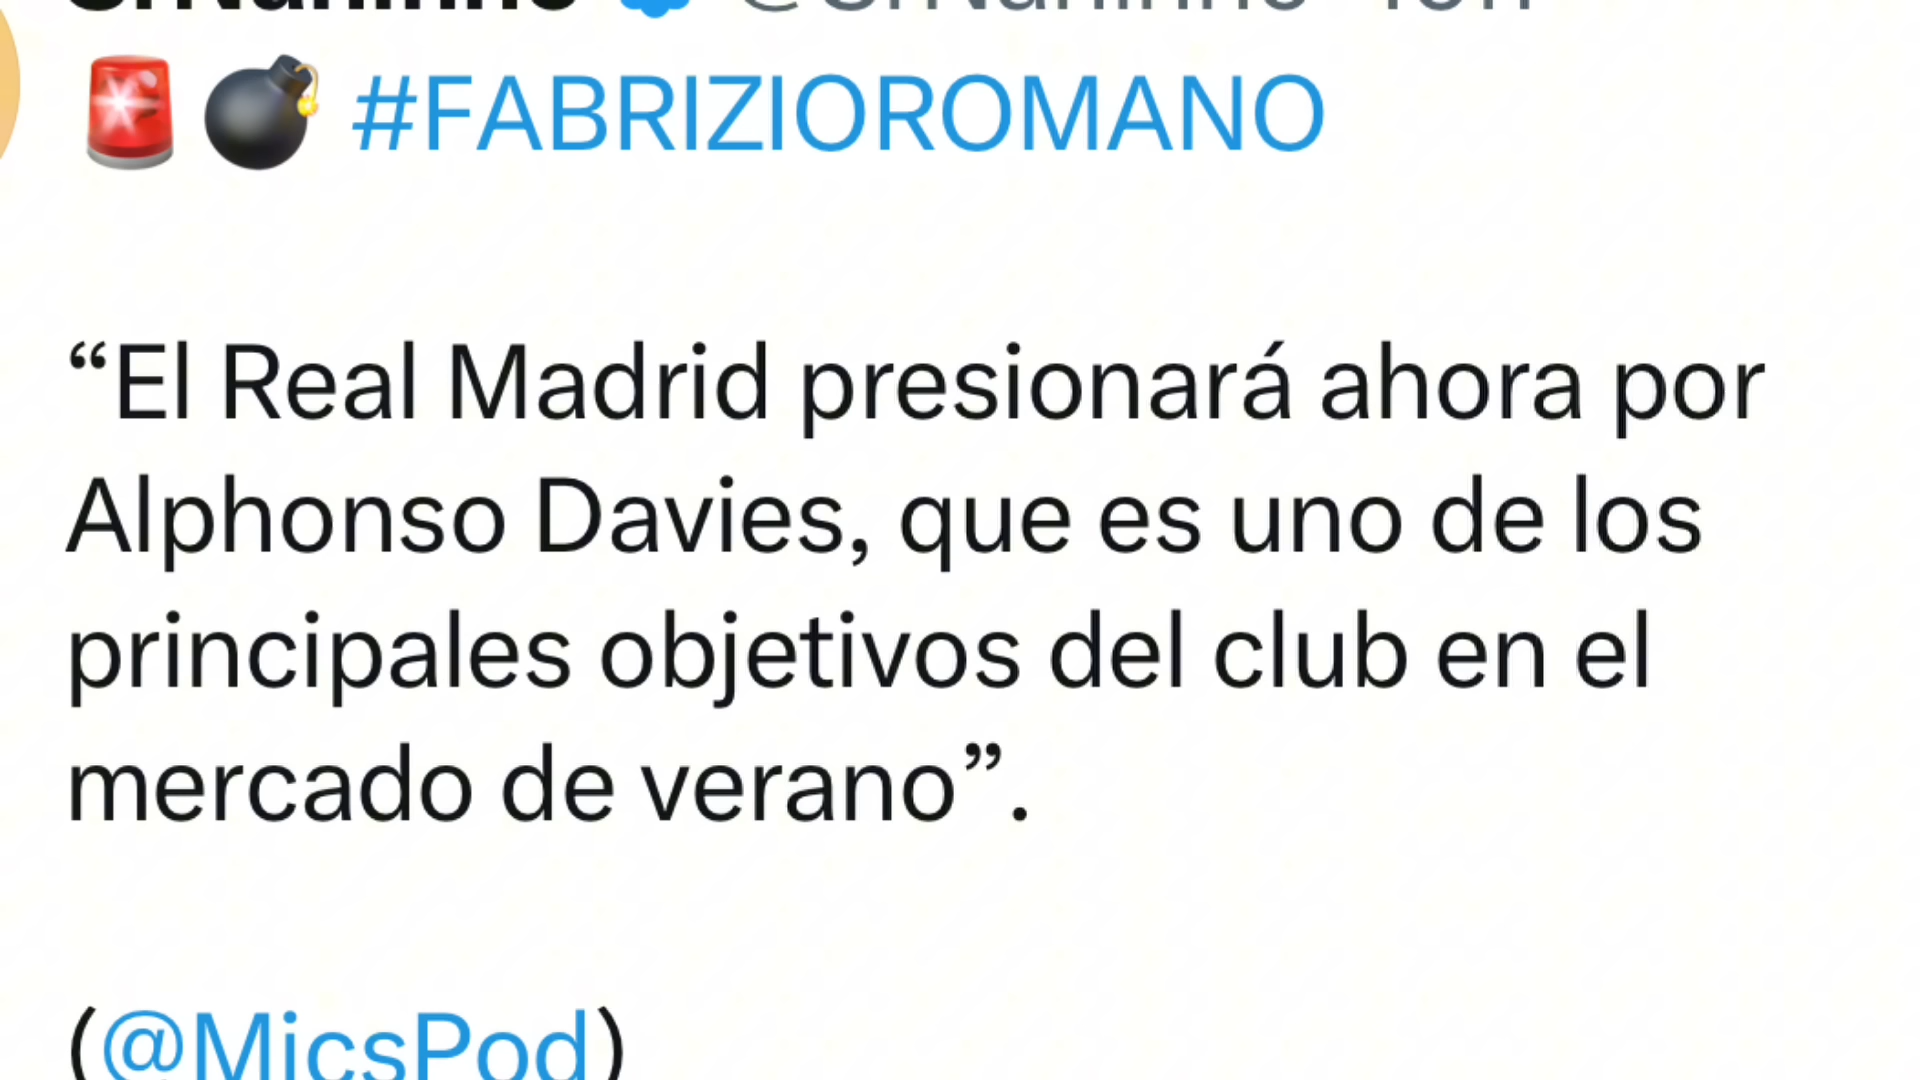 🚨💣 #FABRIZIOROMANO
“El Real Madrid presionará ahora por
Alphonso Davies, que es uno de los
principales objetivos del club en el
mercado de verano”.
(@MicsPod)